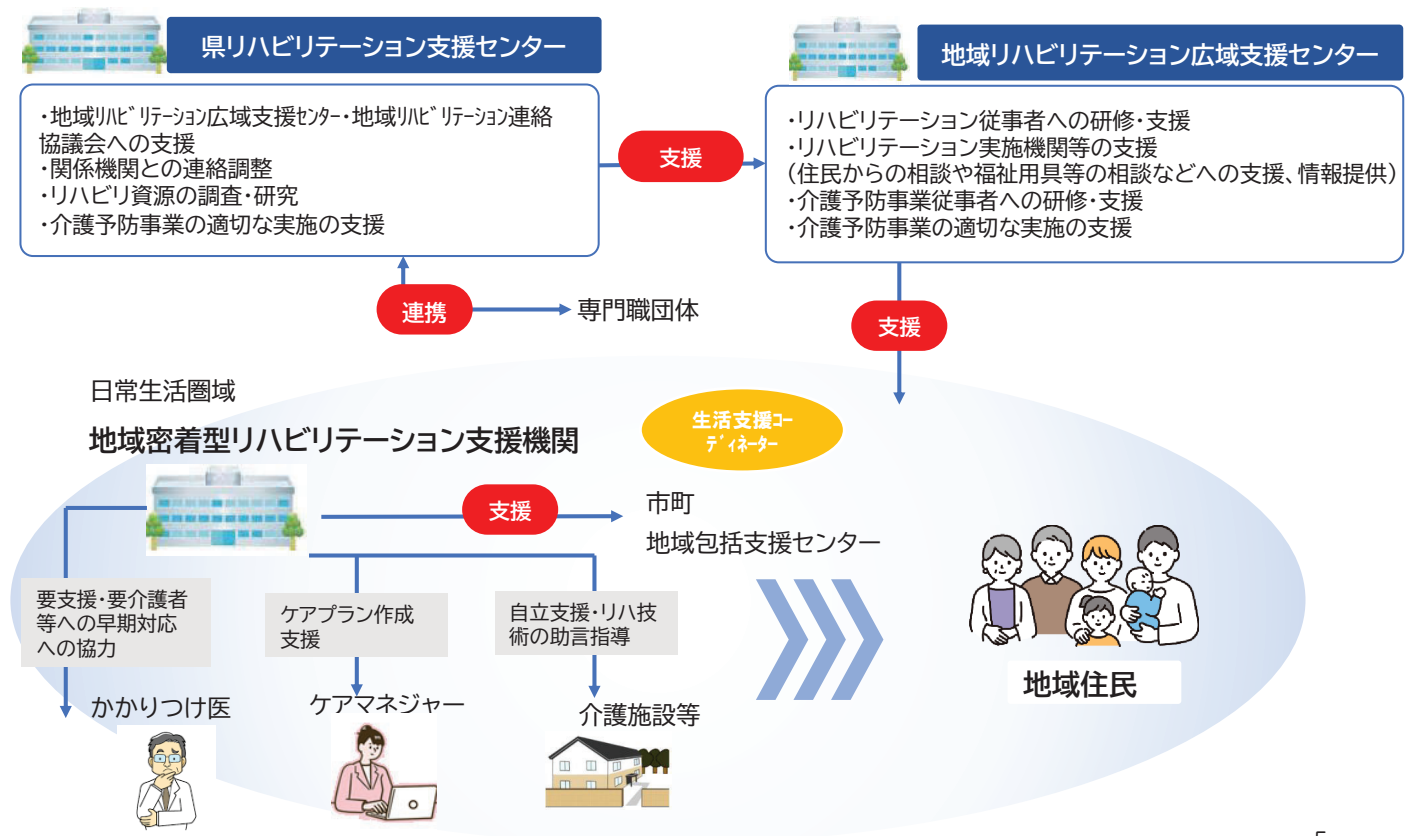 県リハビリテーション支援センター
・地域ﾘﾊﾋﾞﾘﾃｰｼｮﾝ広域支援ｾﾝﾀｰ・地域ﾘﾊﾋﾞﾘﾃｰｼｮﾝ連絡
協議会への支援
・関係機関との連絡調整
・リハビリ資源の調査・研究
・介護予防事業の適切な実施の支援
支援
地域リハビリテーション広域支援センター
・リハビリテーション従事者への研修・支援
・リハビリテーション実施機関等の支援
(住民からの相談や福祉用具等の相談などへの支援、情報提供)
・介護予防事業従事者への研修・支援
・介護予防事業の適切な実施の支援
連携
専門職団体
支援
日常生活圏域
地域密着型リハビリテーション支援機関
生活支援ｺｰ
ﾃﾞｨﾈｰﾀｰ
支援
市町
地域包括支援センター
要支援・要介護者
等への早期対応
への協力
ケアプラン作成
支援
自立支援・リハ技
術の助言指導
かかりつけ医
ケアマネジャー
介護施設等
地域住民
5